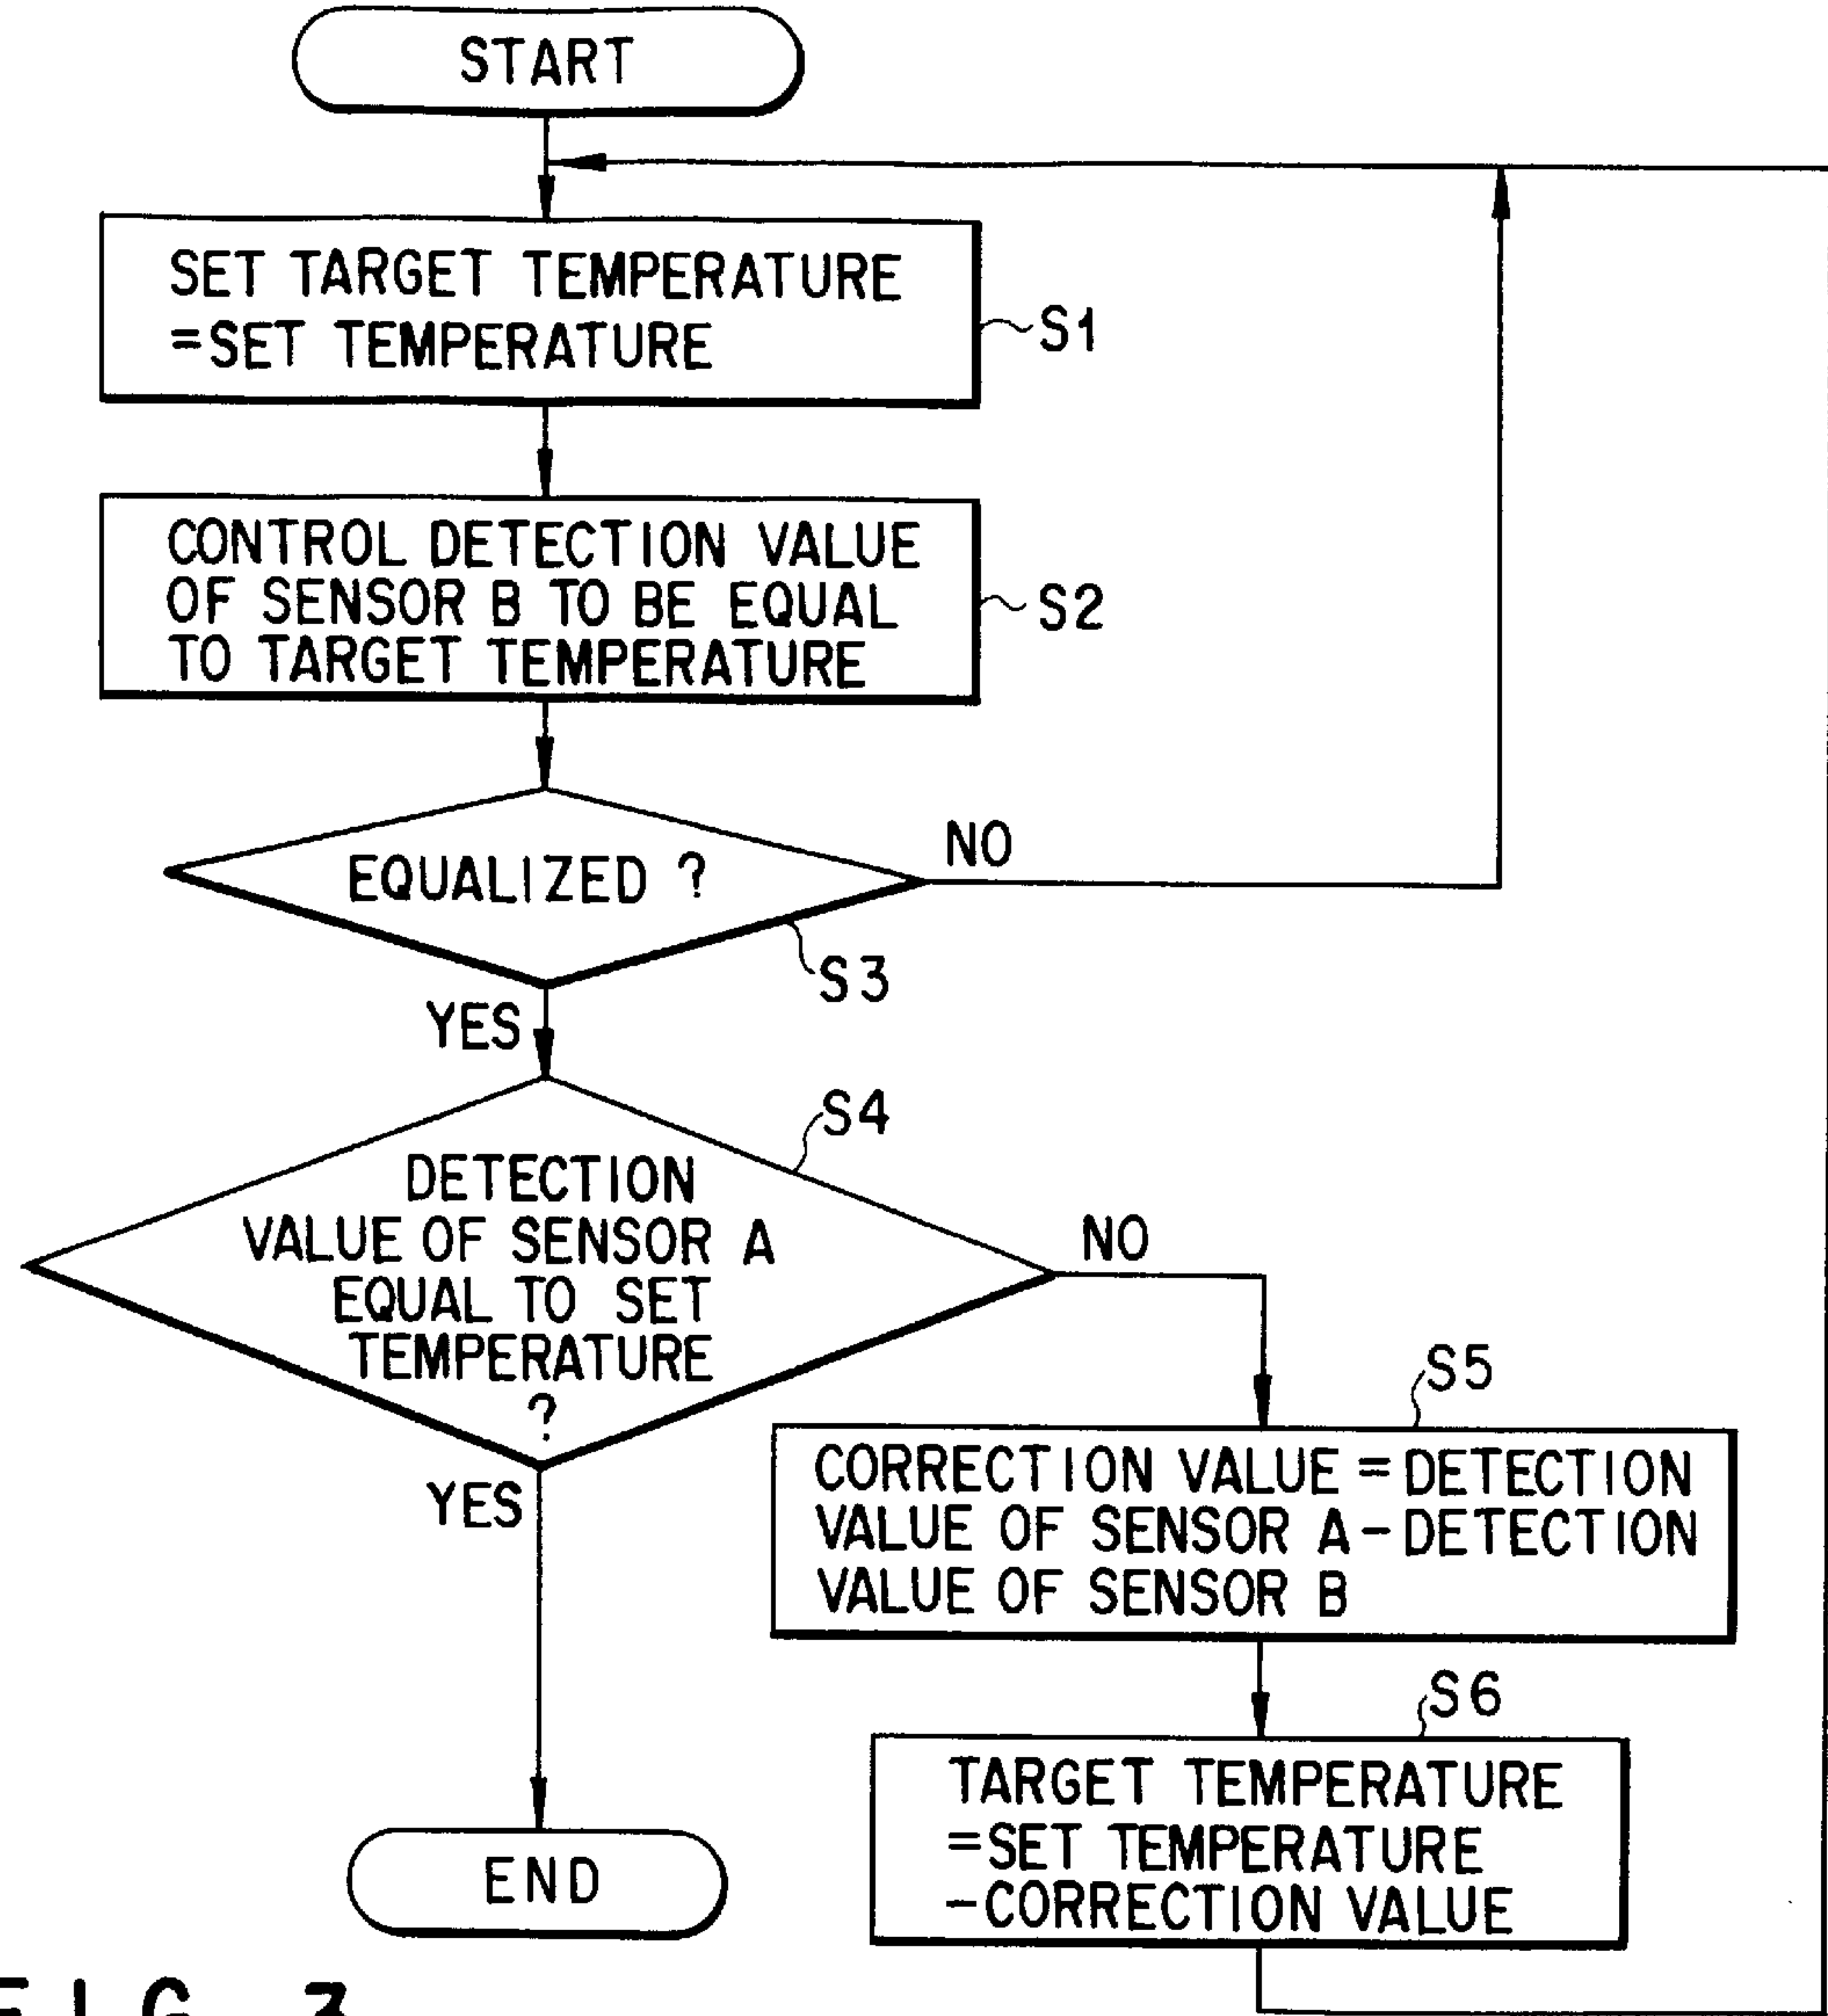 START
SET TARGET TEMPERATURE
=SET TEMPERATURE
S1
CONTROL DETECTION VALUE
OF SENSOR B TO BE EQUAL
TO TARGET TEMPERATURE
S2
EQUALIZED ?
NO
S3
YES
S4
DETECTION
VALUE OF SENSOR A
EQUAL TO SET
TEMPERATURE
?
NO
YES
S5
CORRECTION VALUE = DETECTION
VALUE OF SENSOR A - DETECTION
VALUE OF SENSOR B
S6
TARGET TEMPERATURE
=SET TEMPERATURE
-CORRECTION VALUE
END
FIG. 3